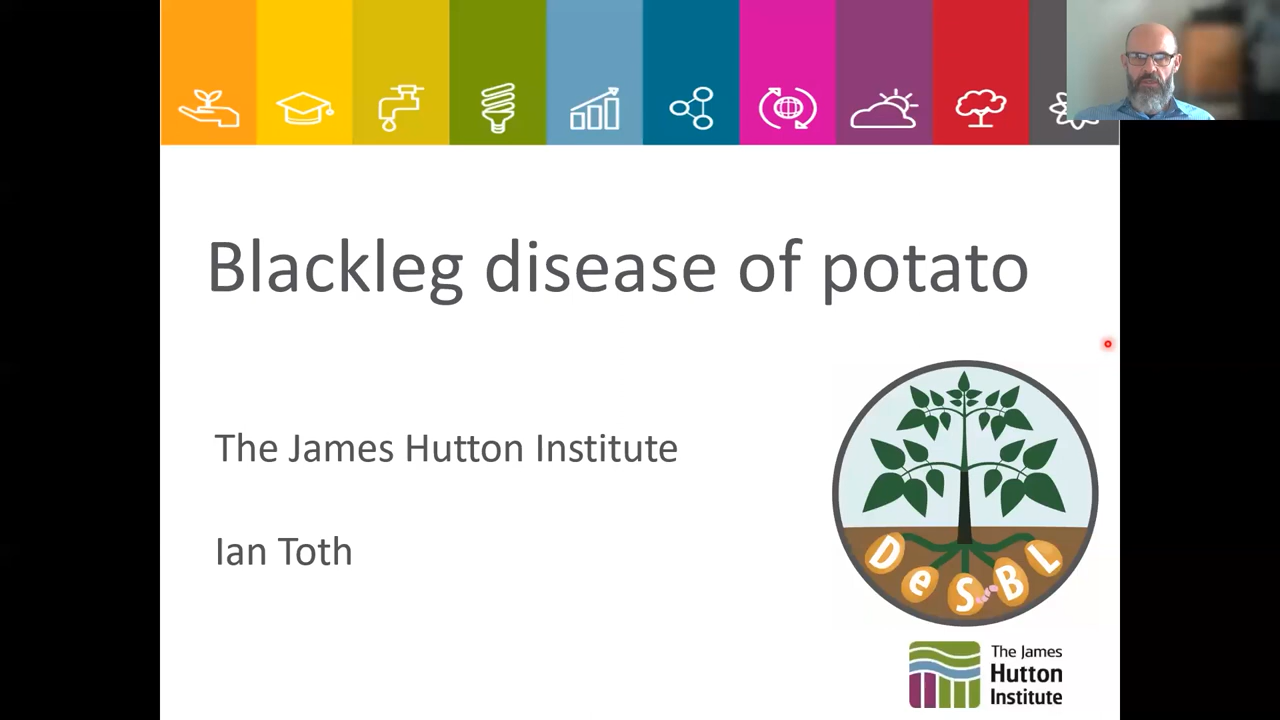 Blackleg disease of potato
The James Hutton Institute
Ian Toth
DeSBL
The James
Hutton
Institute